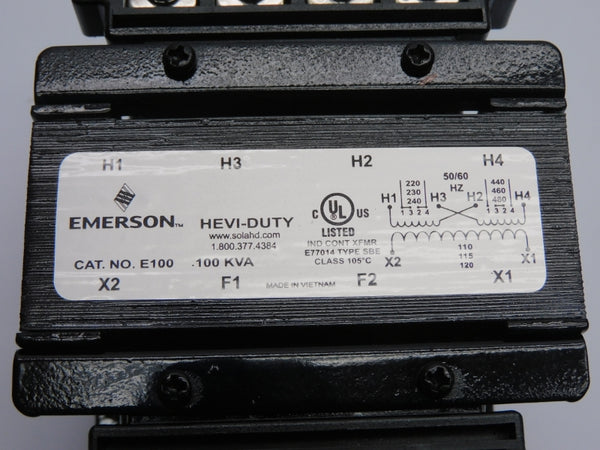 H1 H3 H2 H4
EMERSON™
HEVI-DUTY
www.solahd.com
1.800.377.4384
CAT. NO. E100 .100 KVA
C UL US
LISTED
IND CONT XFMR
E77014 TYPE SBE
CLASS 105°C
220
230
240
50/60
HZ
440
460
480
H1 H3 H2 H4
1 3 2 4 1 3 2 4
X2 X1
110
115
120
X2 F1 F2 X1
MADE IN VIETNAM